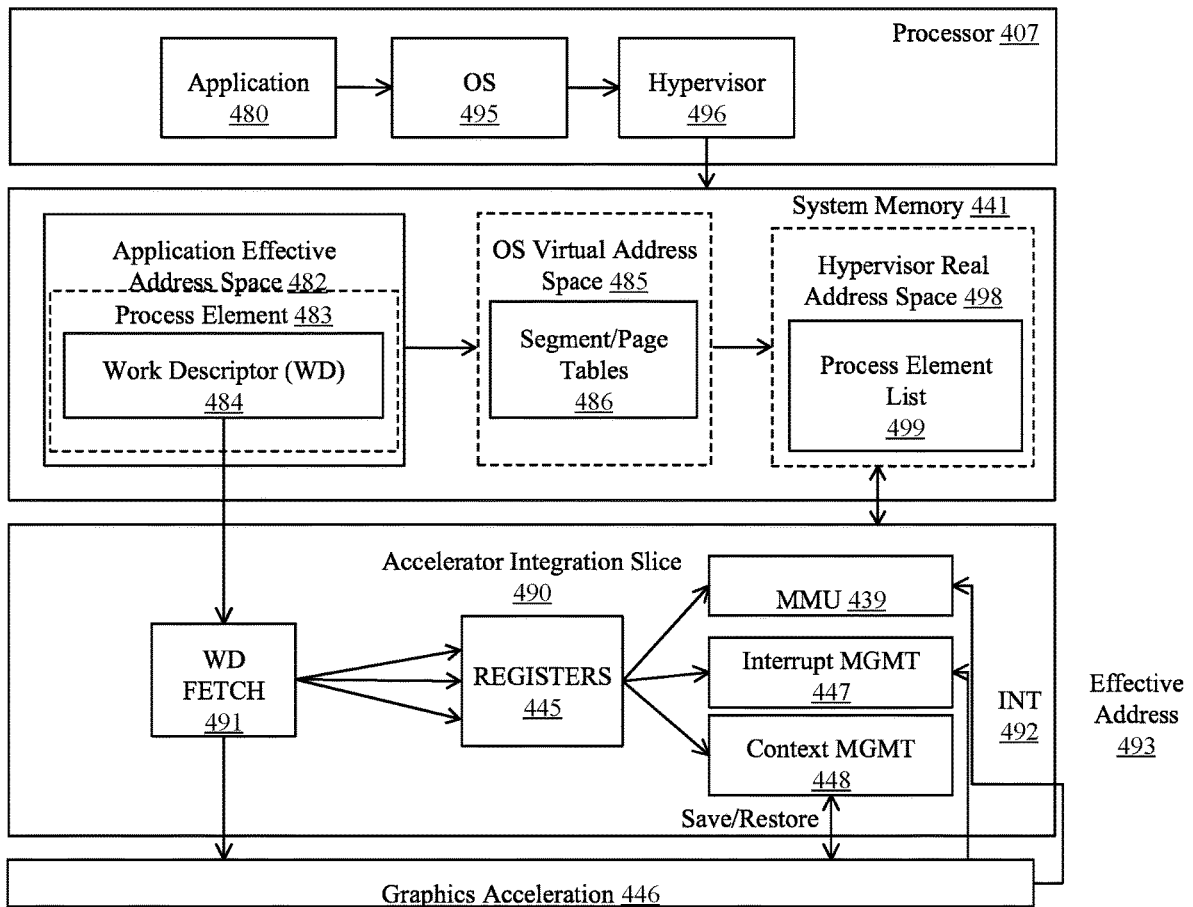 Processor 407
Application
480
OS
495
Hypervisor
496
System Memory 441
Application Effective
Address Space 482
Process Element 483
Work Descriptor (WD)
484
OS Virtual Address
Space 485
Segment/Page
Tables
486
Hypervisor Real
Address Space 498
Process Element
List
499
Accelerator Integration Slice
490
WD
FETCH
491
REGISTERS
445
MMU 439
Interrupt MGMT
447
Context MGMT
448
INT
492
Effective
Address
493
Save/Restore
Graphics Acceleration 446